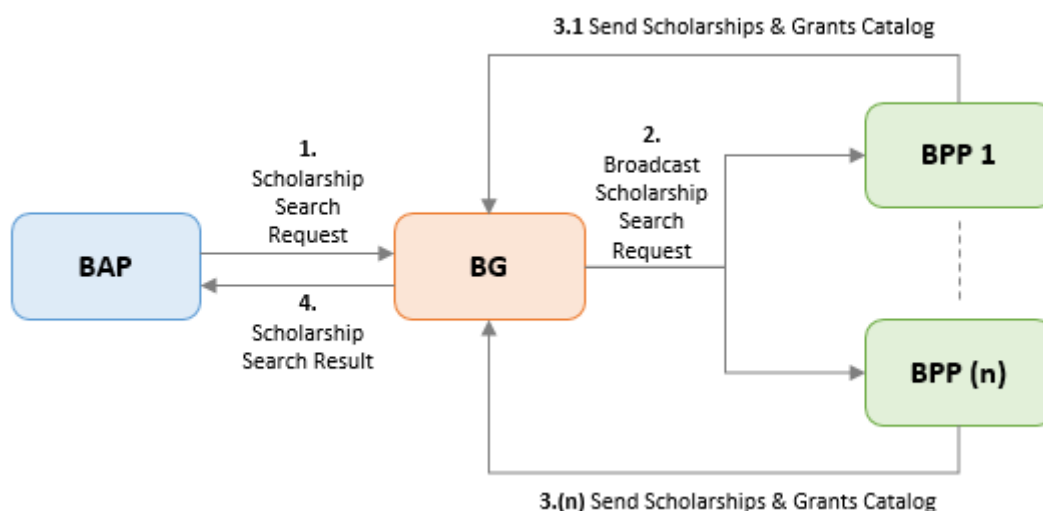 3.1 Send Scholarships & Grants Catalog
1.
Scholarship
Search
Request
2.
Broadcast
Scholarship
Search
Request
BPP 1
BAP
BG
4.
Scholarship
Search Result
BPP (n)
3.(n) Send Scholarships & Grants Catalog